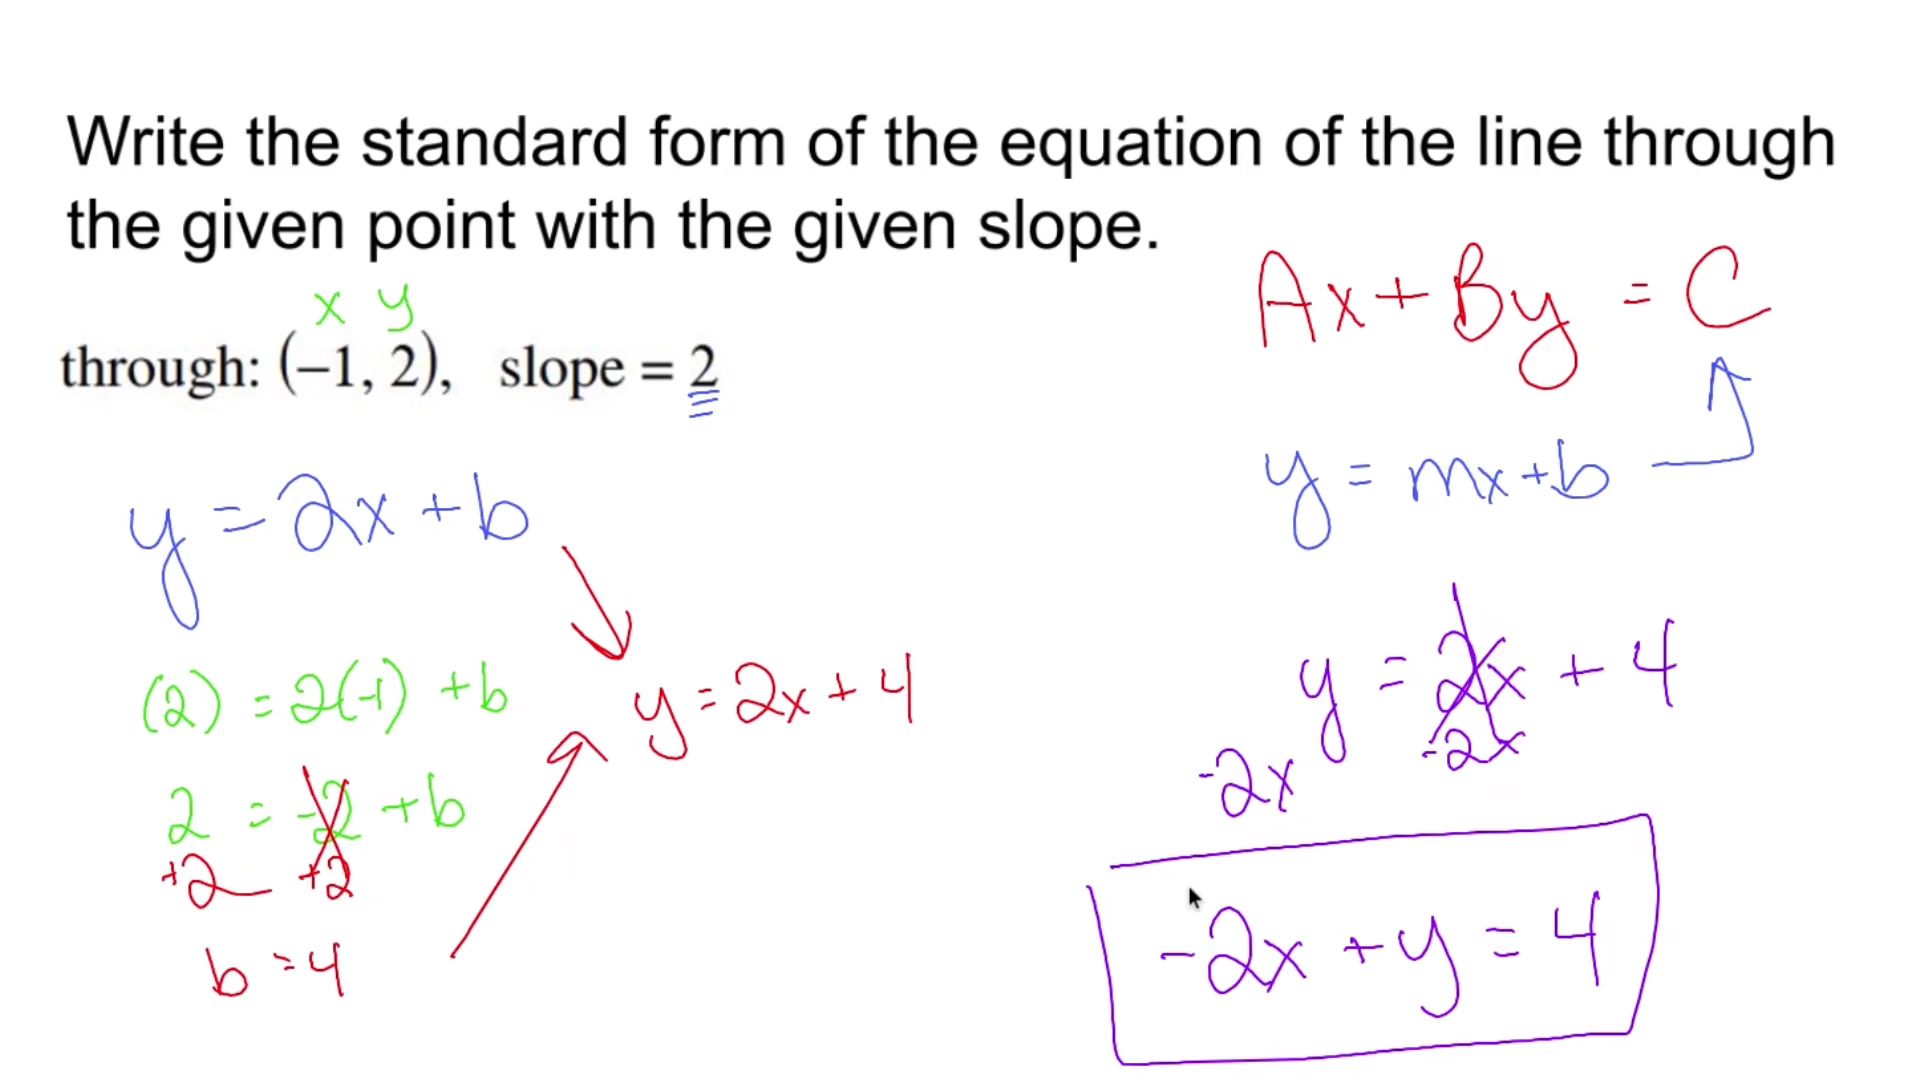 Write the standard form of the equation of the line through
the given point with the given slope.
x y
through: (−1, 2), slope = 2
y = 2x + b
(2) = 2(-1) + b
2 = -2 + b
+2 +2
b = 4
y = 2x + 4
Ax + By = C
y = mx + b
y = 2x + 4
-2x -2x
-2x + y = 4